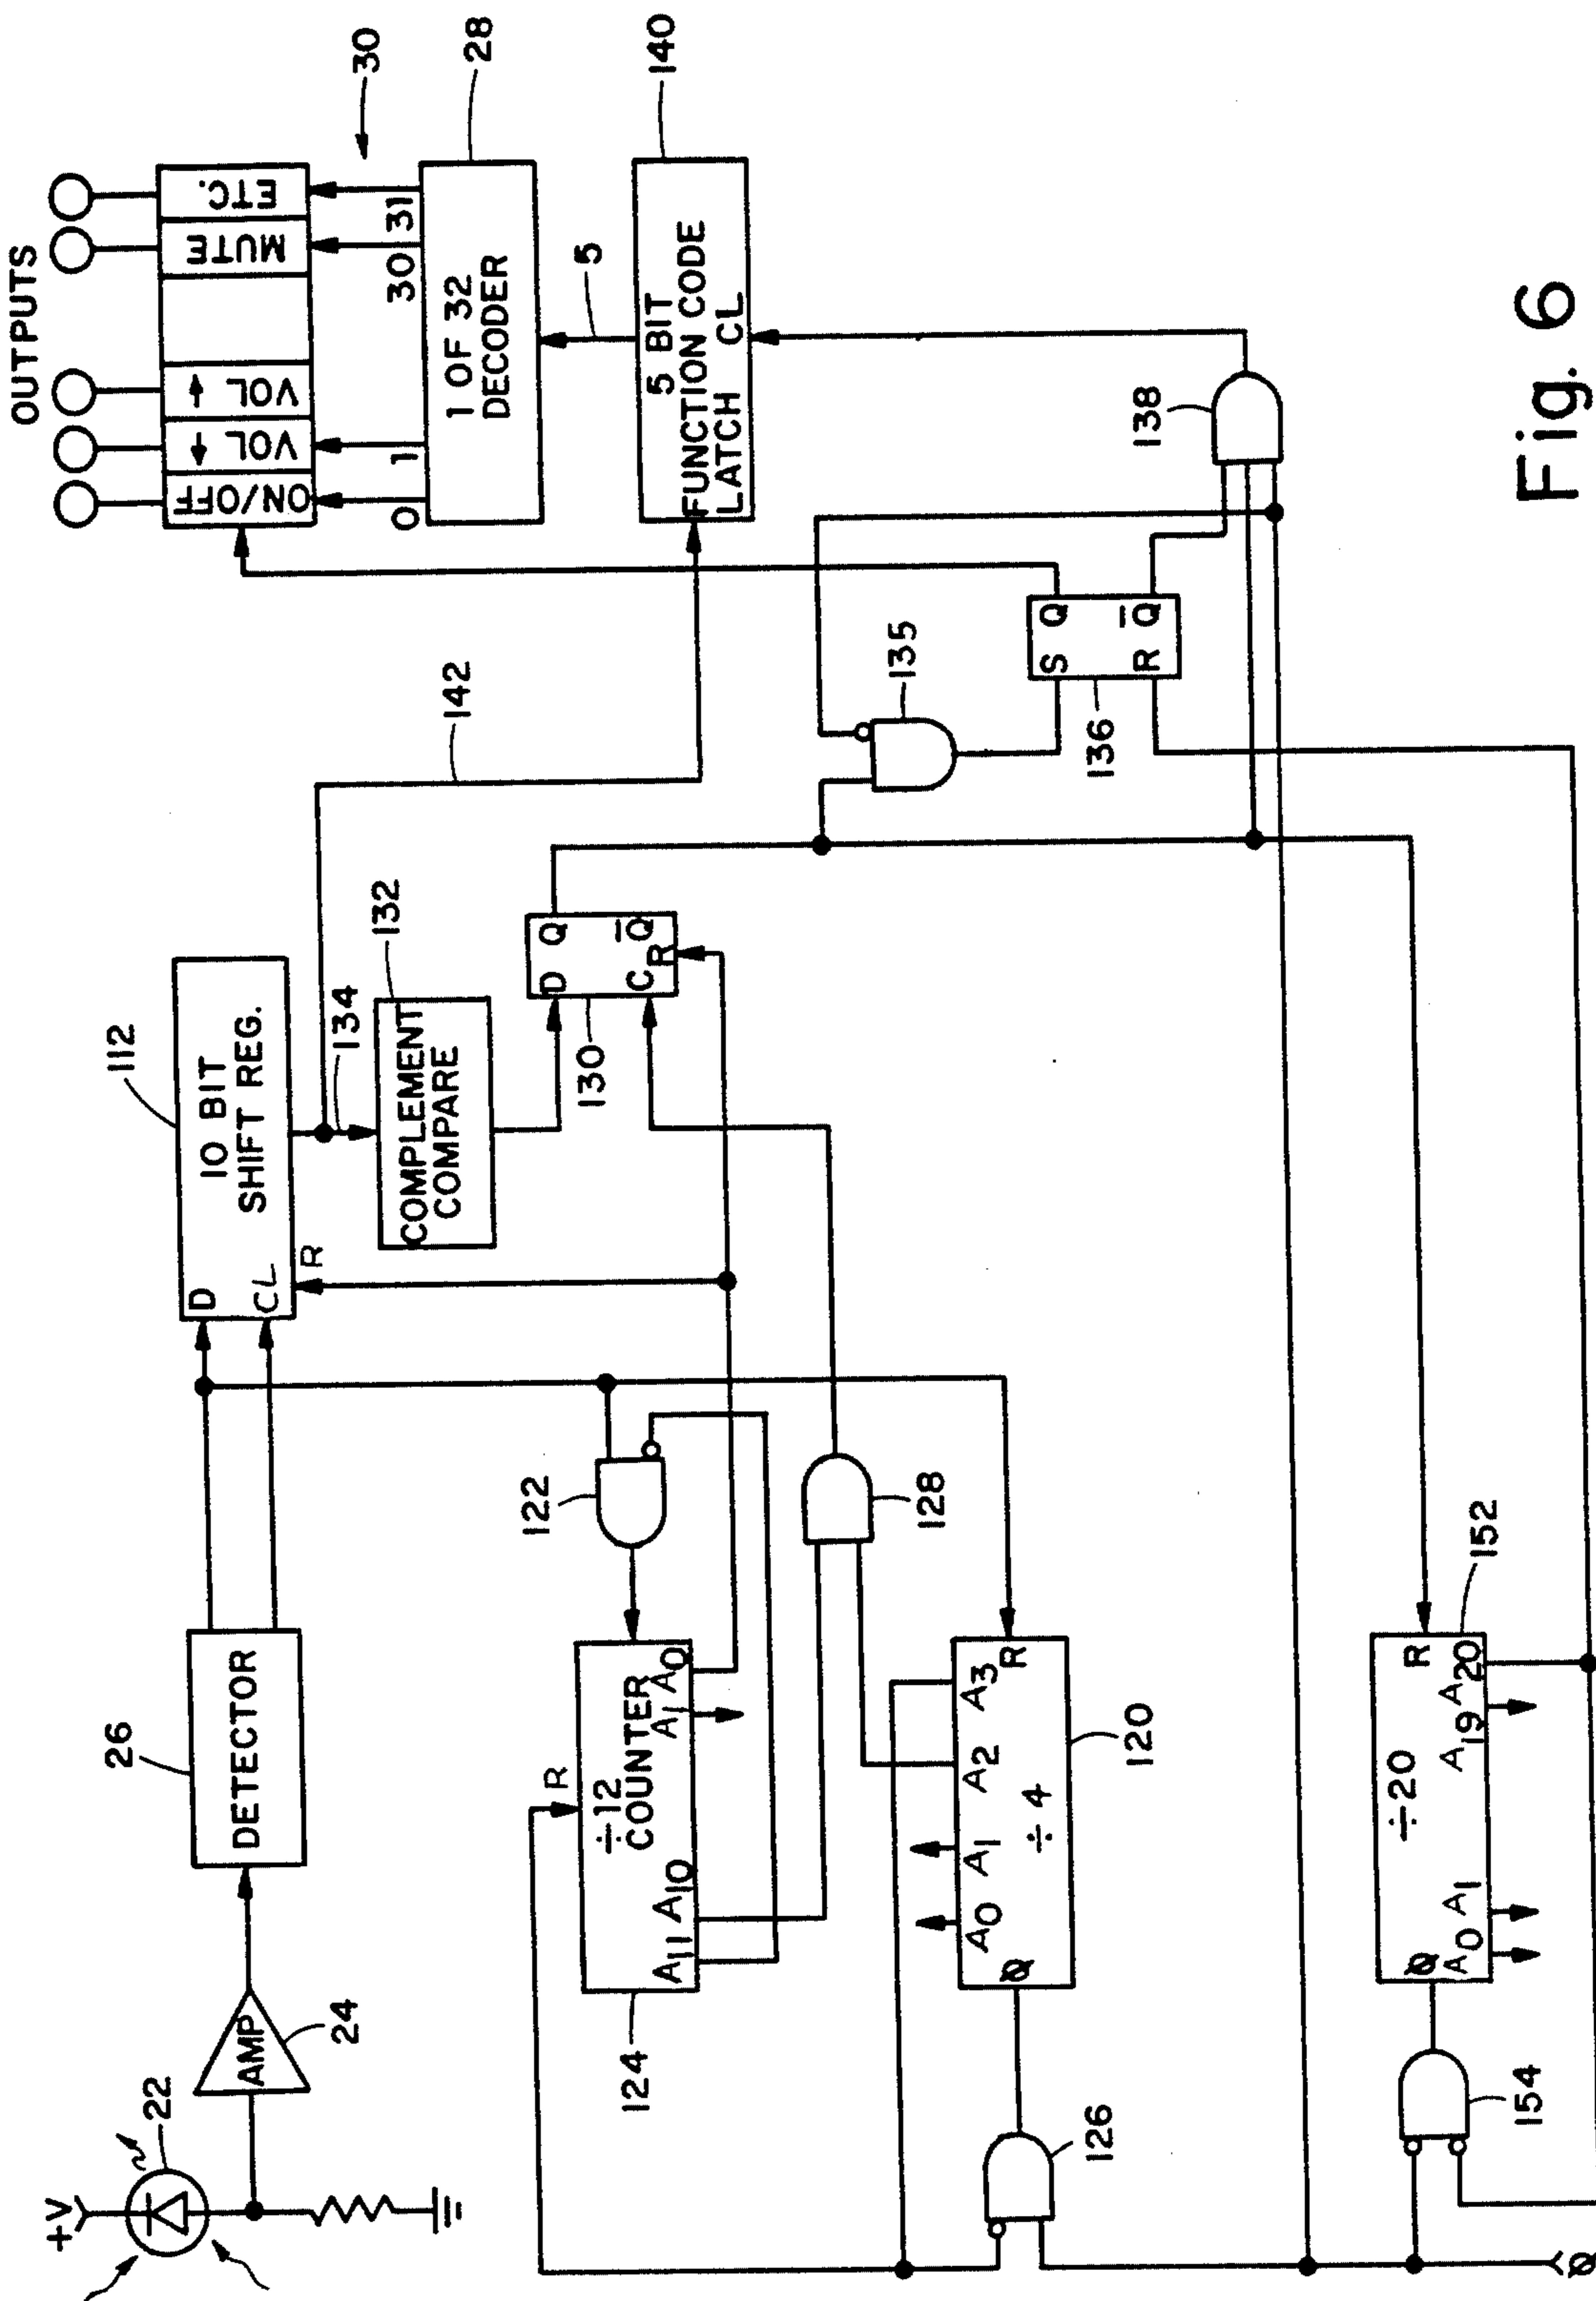 OUTPUTS
ON/OFF
VOL ↓
VOL ↑
MUTE
ETC.
30
0
1
30
31
1 OF 32
DECODER
28
5
5 BIT
FUNCTION CODE
LATCH CL
140
142
112
10 BIT
SHIFT REG.
D
CL
R
134
132
COMPLEMENT
COMPARE
D Q
C Q
R
130
135
S Q
R Q
136
138
+V
22
AMP
24
26
DETECTOR
122
R
÷12
COUNTER
A11 A10 A1 A0
124
128
A0 A1 A2 A3
Ø ÷4 R
120
126
Ø ÷20 R
A0 A1 A19 A20
152
154
Ø
Fig. 6